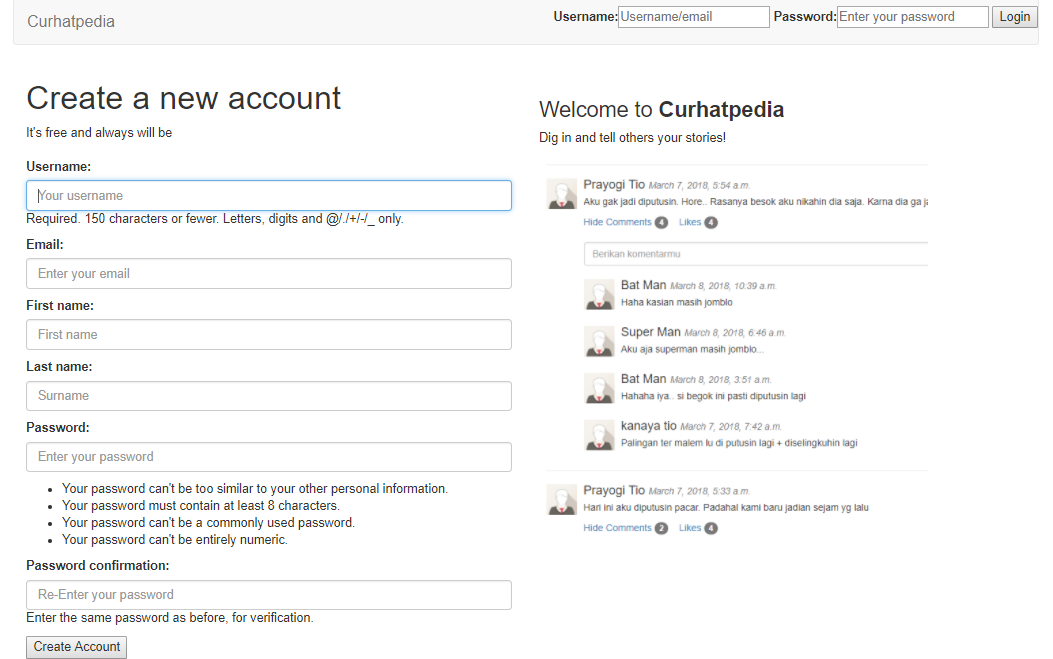 Curhatpedia
Username: Username/email Password: Enter your password Login
Create a new account
It's free and always will be
Username:
Your username
Required. 150 characters or fewer. Letters, digits and @/./+/-/_ only.
Email:
Enter your email
First name:
First name
Last name:
Surname
Password:
Enter your password
Your password can't be too similar to your other personal information.
Your password must contain at least 8 characters.
Your password can't be a commonly used password.
Your password can't be entirely numeric.
Password confirmation:
Re-Enter your password
Enter the same password as before, for verification.
Create Account
Welcome to Curhatpedia
Dig in and tell others your stories!
Prayogi Tio March 7, 2018, 5:54 a.m.
Aku gak jadi diputusin. Hore.. Rasanya besok aku nikahin dia saja. Karna dia ga
Hide Comments 4 Likes 4
Berikan komentarmu
Bat Man March 8, 2018, 10:39 a.m.
Haha kasian masih jomblo
Super Man March 8, 2018, 6:46 a.m.
Aku aja superman masih jomblo...
Bat Man March 8, 2018, 3:51 a.m.
Hahaha iya.. si begok ini pasti diputusin lagi
kanaya tio March 7, 2018, 7:42 a.m.
Palingan ter malem lu di putusin lagi + diselingkuhin lagi
Prayogi Tio March 7, 2018, 5:33 a.m.
Hari ini aku diputusin pacar. Padahal kami baru jadian sejam yg lalu
Hide Comments 2 Likes 4